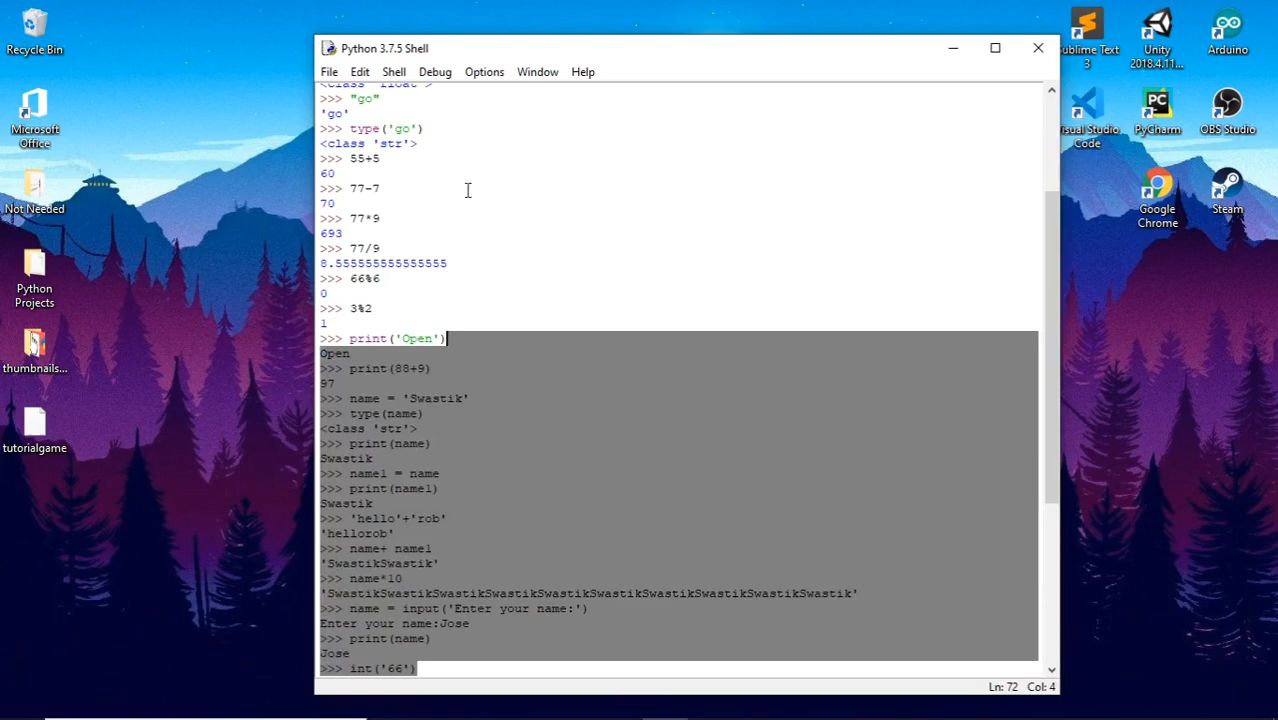 Recycle Bin
Microsoft
Office
Not Needed
Python
Projects
thumbnails...
tutorialgame
Python 3.7.5 Shell
File Edit Shell Debug Options Window Help
<class 'float'>
>>> "go"
'go'
>>> type('go')
<class 'str'>
>>> 55+5
60
>>> 77-7
70
>>> 77*9
693
>>> 77/9
8.555555555555555
>>> 66%6
0
>>> 3%2
1
>>> print('Open')
Open
>>> print(88+9)
97
>>> name = 'Swastik'
>>> type(name)
<class 'str'>
>>> print(name)
Swastik
>>> name1 = name
>>> print(name1)
Swastik
>>> 'hello'+'rob'
'hellorob'
>>> name+ name1
'SwastikSwastik'
>>> name*10
'SwastikSwastikSwastikSwastikSwastikSwastikSwastikSwastikSwastikSwastik'
>>> name = input('Enter your name:')
Enter your name:Jose
>>> print(name)
Jose
>>> int('66')
Ln: 72 Col: 4
Sublime Text
3
Unity
2018.4.11...
Arduino
Visual Studio
Code
PC
PyCharm
OBS Studio
Google
Chrome
Steam